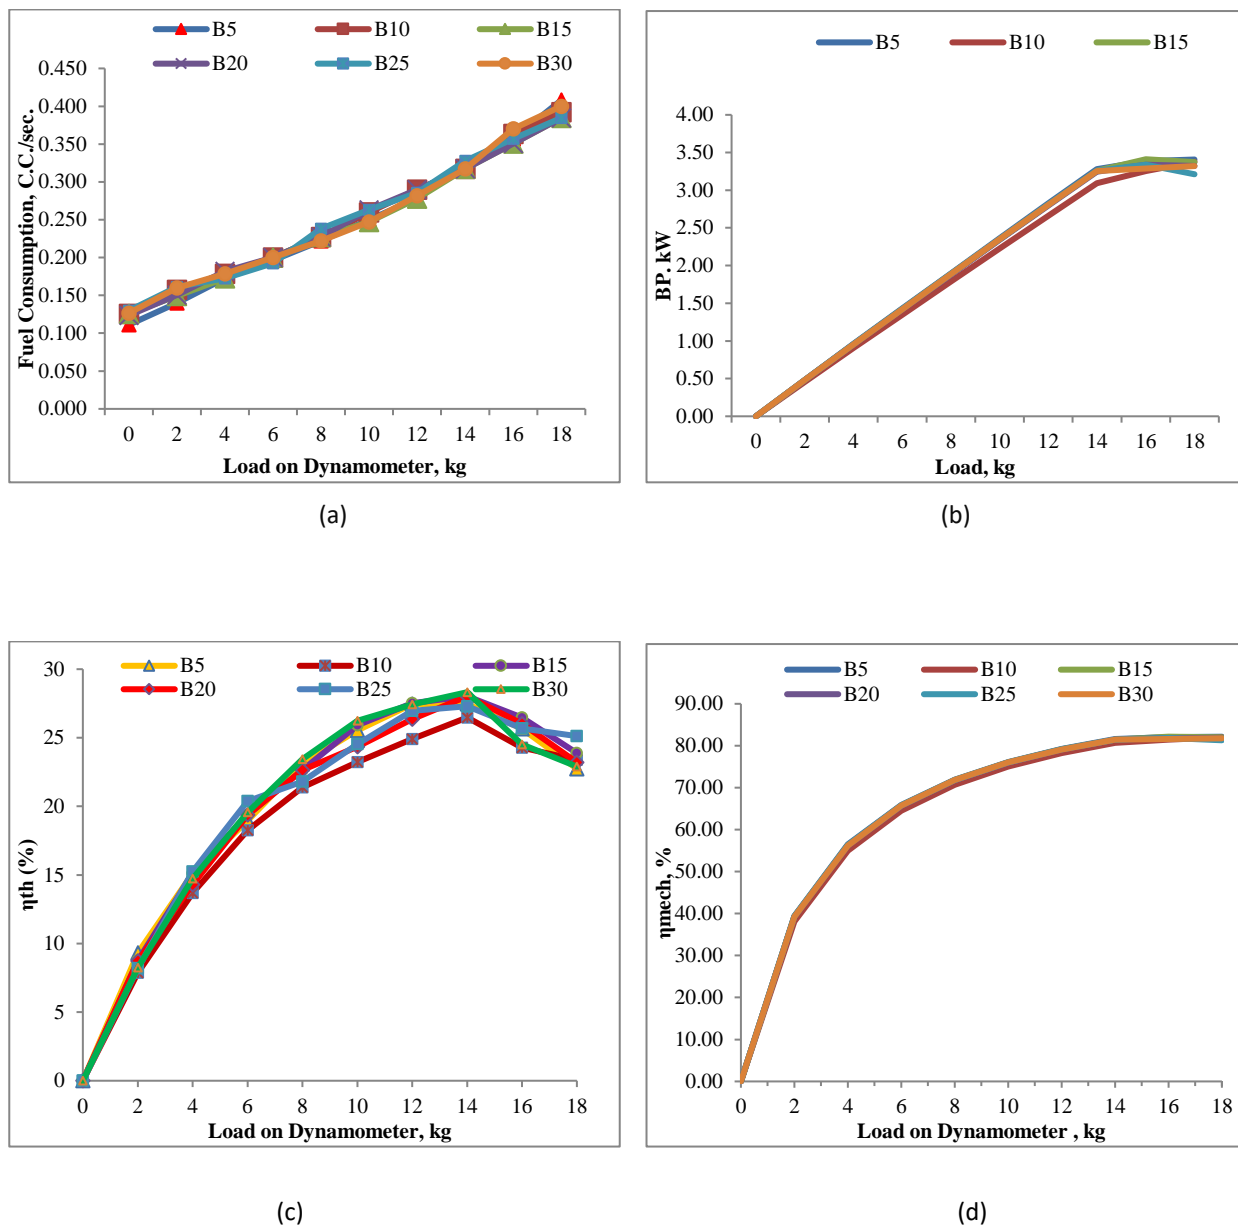 B5 B10 B15
B20 B25 B30
0.450
0.400
0.350
0.300
0.250
0.200
0.150
0.100
0.050
0.000
Fuel Consumption, C.C./sec.
0 2 4 6 8 10 12 14 16 18
Load on Dynamometer, kg
(a)
B5 B10 B15
4.00
3.50
3.00
2.50
2.00
1.50
1.00
0.50
0.00
BP. kW
0 2 4 6 8 10 12 14 16 18
Load, kg
(b)
B5 B10 B15
B20 B25 B30
30
25
20
15
10
5
0
ηth (%)
0 2 4 6 8 10 12 14 16 18
Load on Dynamometer, kg
(c)
B5 B10 B15
B20 B25 B30
90.00
80.00
70.00
60.00
50.00
40.00
30.00
20.00
10.00
0.00
ηmech, %
0 2 4 6 8 10 12 14 16 18
Load on Dynamometer , kg
(d)